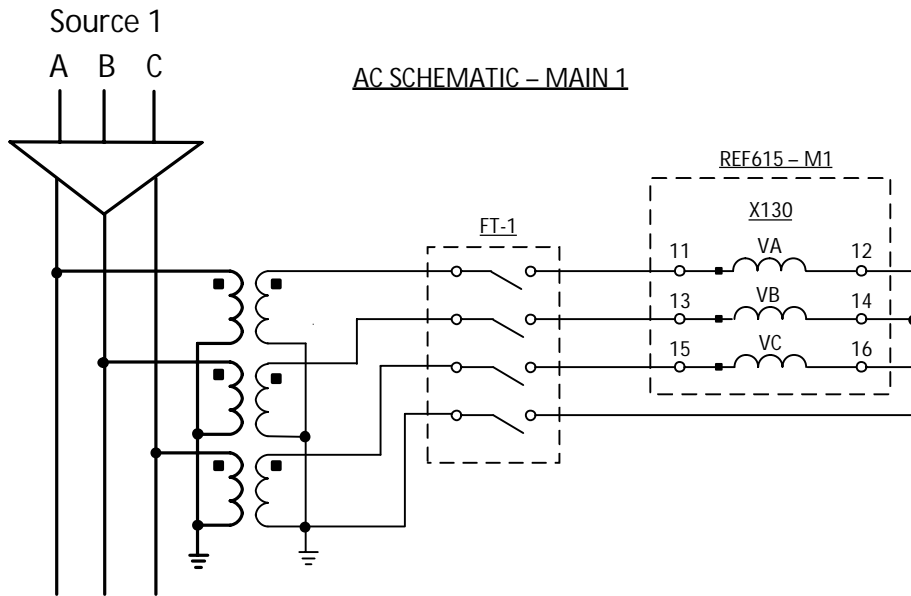 Source 1
A B C
AC SCHEMATIC – MAIN 1
REF615 – M1
X130
FT-1
11 VA 12
13 VB 14
15 VC 16